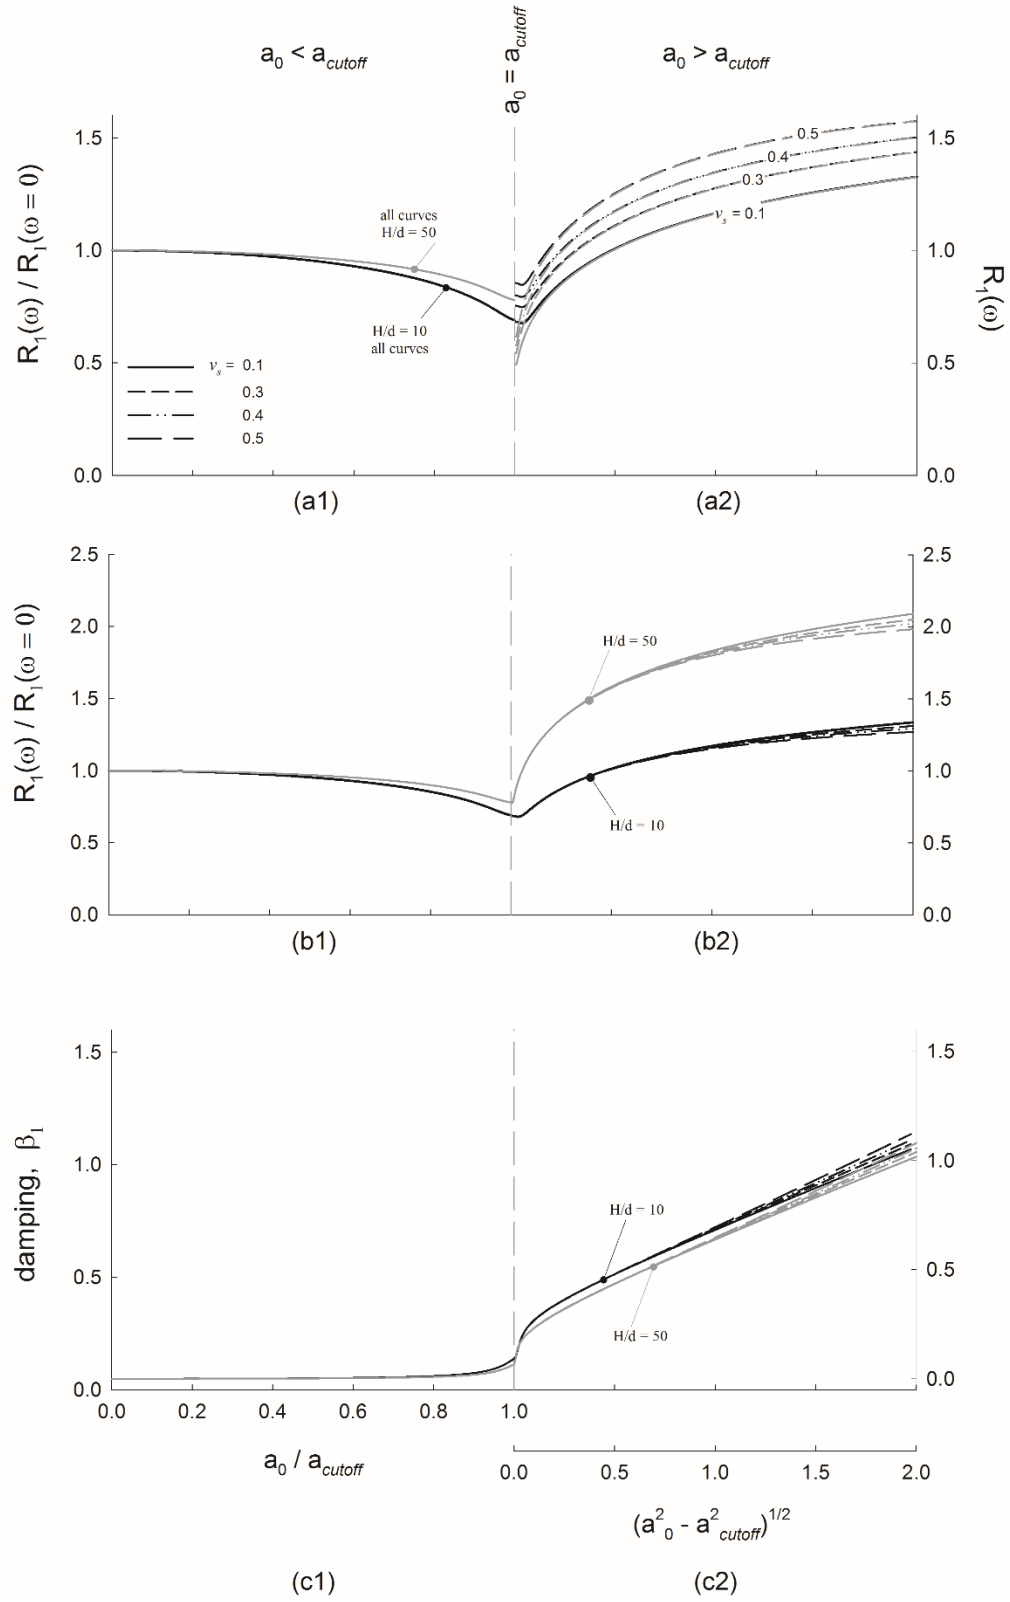 a0 < acutoff
a0 = acutoff
a0 > acutoff
R1(ω) / R1(ω = 0)
1.5
1.0
0.5
0.0
all curves
H/d = 50
H/d = 10
all curves
vs = 0.1
0.3
0.4
0.5
0.5
0.4
0.3
vs = 0.1
1.5
1.0
0.5
0.0
R1(ω)
(a1)
(a2)
R1(ω) / R1(ω = 0)
2.5
2.0
1.5
1.0
0.5
0.0
H/d = 50
H/d = 10
2.5
2.0
1.5
1.0
0.5
0.0
(b1)
(b2)
damping, β1
1.5
1.0
0.5
0.0
H/d = 10
H/d = 50
1.5
1.0
0.5
0.0
0.0 0.2 0.4 0.6 0.8 1.0
a0 / acutoff
0.0 0.5 1.0 1.5 2.0
(a20 - a2cutoff)1/2
(c1)
(c2)